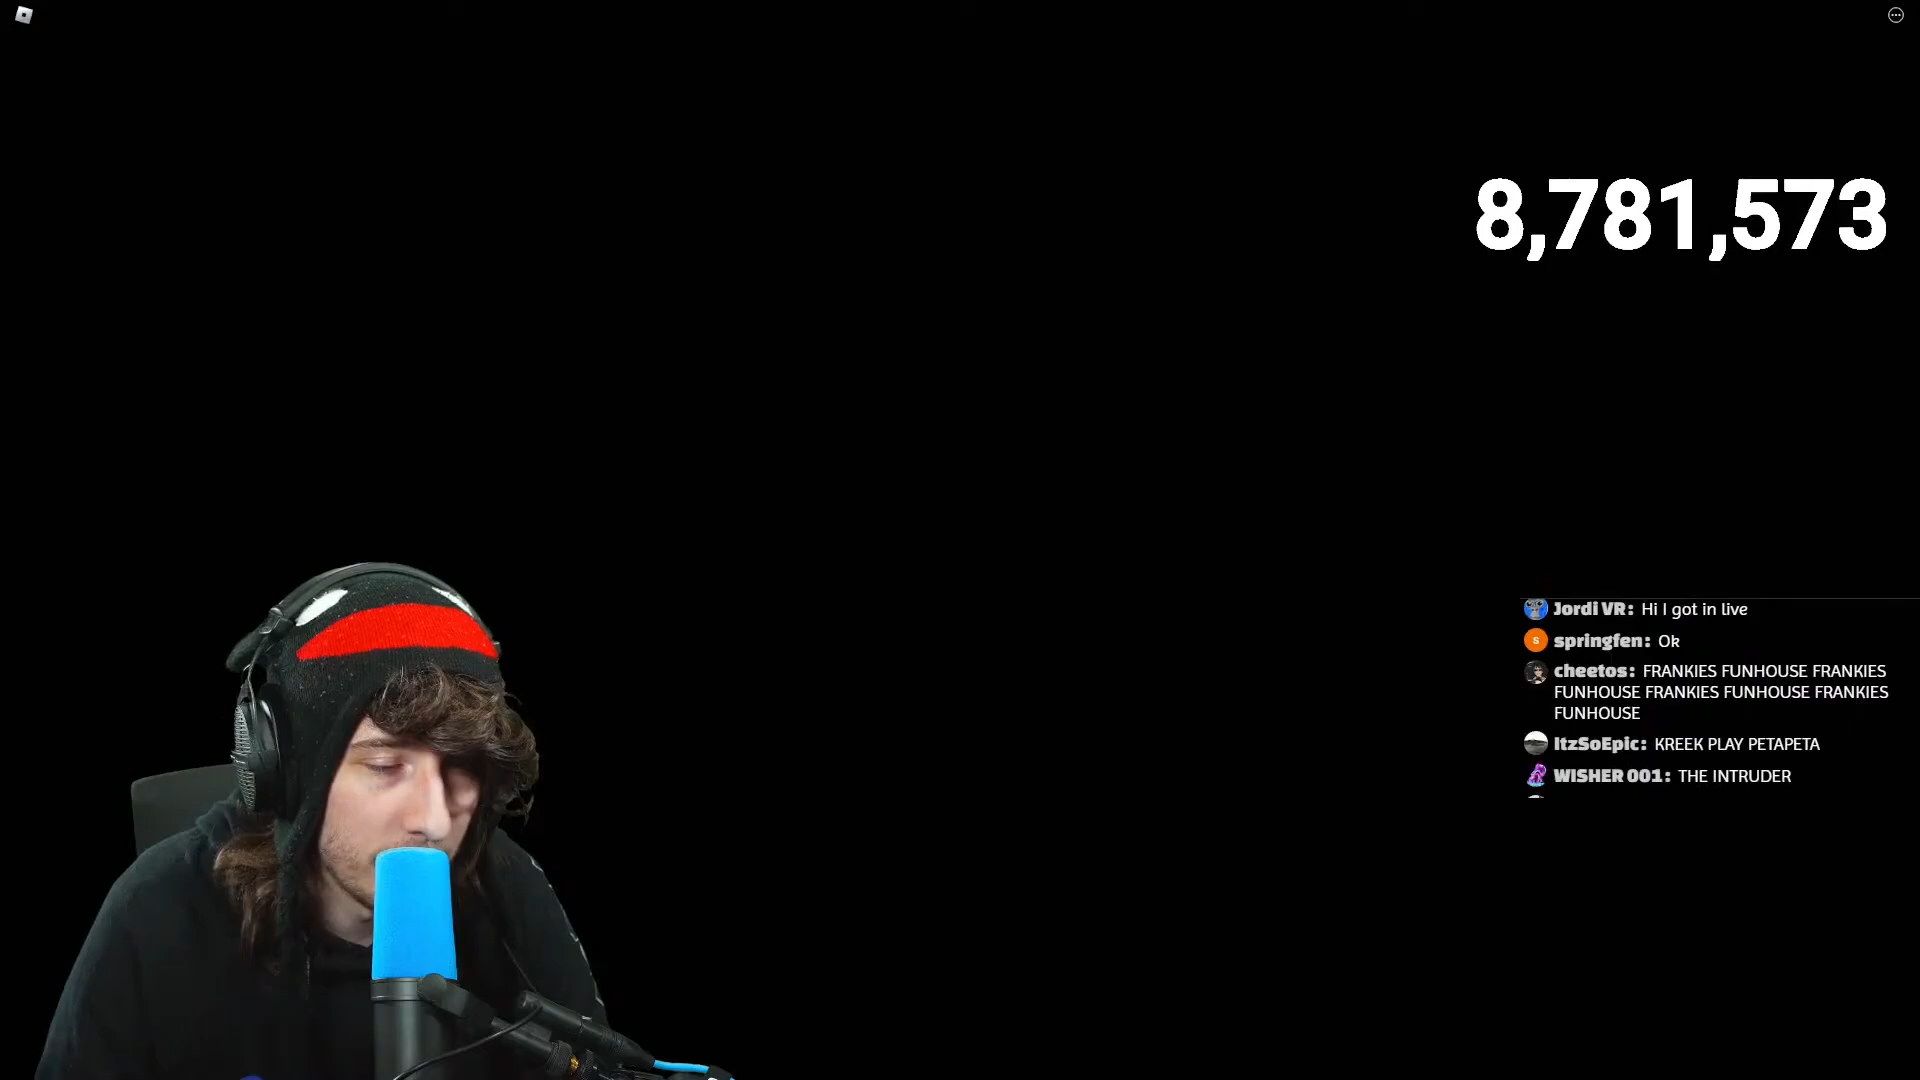 8,781,573
Jordi VR: Hi I got in live
S springfen: Ok
cheetos: FRANKIES FUNHOUSE FRANKIES
FUNHOUSE FRANKIES FUNHOUSE FRANKIES
FUNHOUSE
ItzSoEpic: KREEK PLAY PETAPETA
WISHER 001: THE INTRUDER